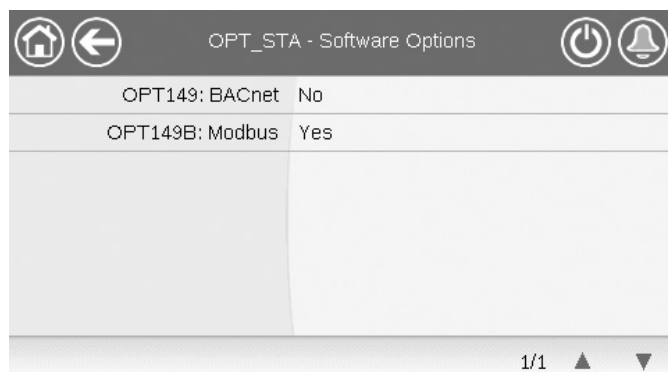 OPT_STA - Software Options
OPT149: BACnet No
OPT149B: Modbus Yes
1/1